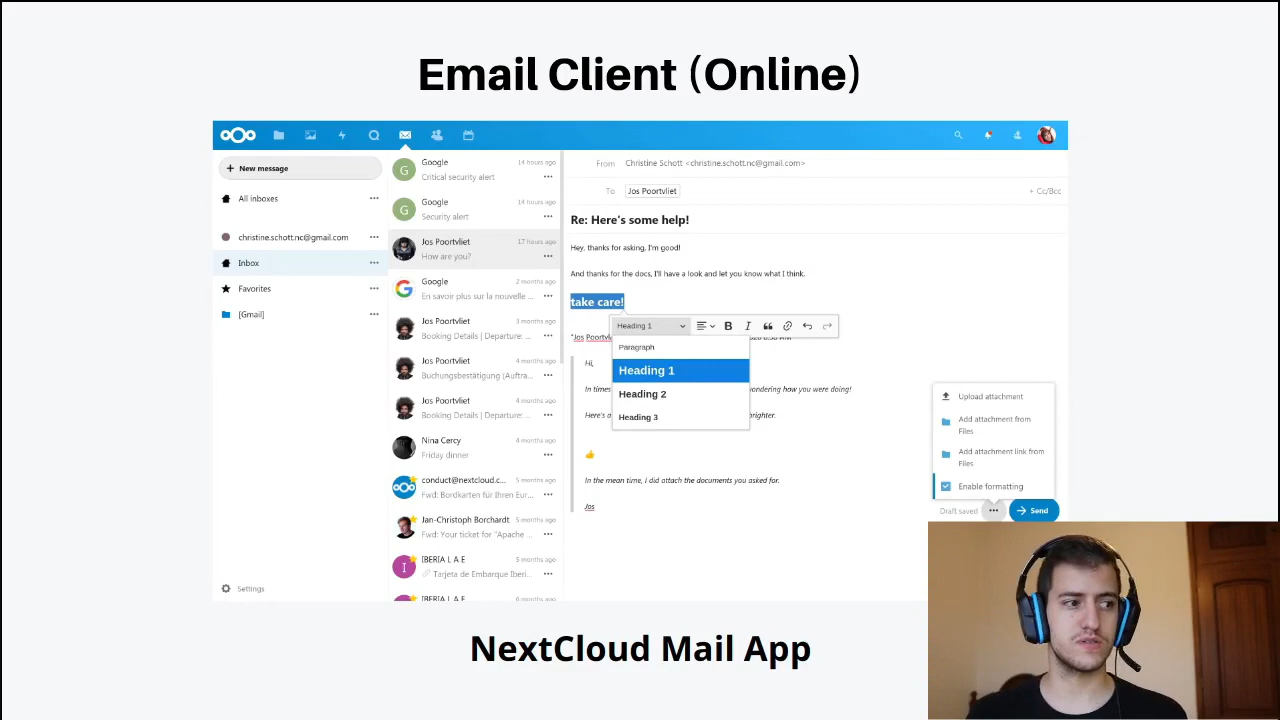 Email Client (Online)
New message
All inboxes
christine.schott.nc@gmail.com
Inbox
Favorites
[Gmail]
Settings
G
Google
14 hours ago
Critical security alert
G
Google
14 hours ago
Security alert
Jos Poortvliet
17 hours ago
How are you?
Google
2 months ago
En savoir plus sur la nouvelle ...
Jos Poortvliet
3 months ago
Booking Details | Departure: ...
Jos Poortvliet
4 months ago
Buchungsbestätigung (Auftra...
Jos Poortvliet
4 months ago
Booking Details | Departure: ...
Nina Cercy
4 months ago
Friday dinner
conduct@nextcloud.c...
5 months ago
Fwd: Bordkarten für Ihren Eur...
Jan-Christoph Borchardt
5 months ago
Fwd: Your ticket for "Apache ...
I
IBERIA L A E
5 months ago
Tarjeta de Embarque Iberi...
IBERIA L A E
6 months ago
From Christine Schott <christine.schott.nc@gmail.com>
To Jos Poortvliet + Cc/Bcc
Re: Here's some help!
Hey, thanks for asking, I'm good!
And thanks for the docs, I'll have a look and let you know what I think.
take care!
Heading 1
Paragraph
Heading 1
Heading 2
Heading 3
"Jos Poortvl
Hi,
In times
wondering how you were doing!
Here's a
brighter.
In the mean time, I did attach the documents you asked for.
Jos
Upload attachment
Add attachment from
Files
Add attachment link from
Files
Enable formatting
Draft saved
Send
NextCloud Mail App